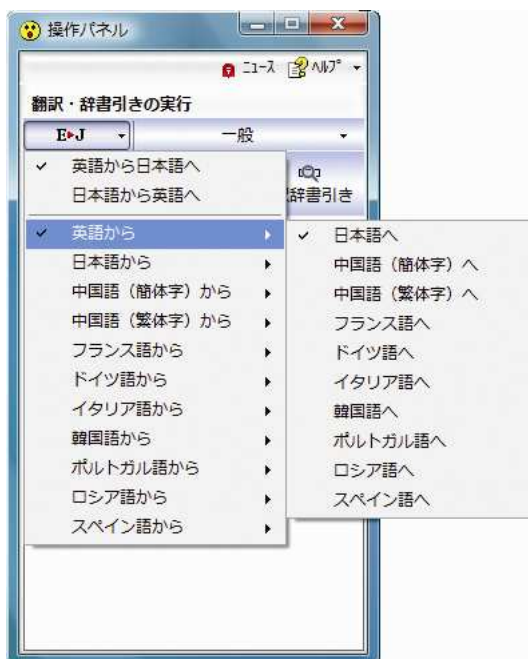 操作パネル
ニュース ヘルプ
翻訳・辞書引きの実行
E▸J 一般
英語から日本語へ
日本語から英語へ
辞書引き
英語から
日本語から
中国語（簡体字）から
中国語（繁体字）から
フランス語から
ドイツ語から
イタリア語から
韓国語から
ポルトガル語から
ロシア語から
スペイン語から
日本語へ
中国語（簡体字）へ
中国語（繁体字）へ
フランス語へ
ドイツ語へ
イタリア語へ
韓国語へ
ポルトガル語へ
ロシア語へ
スペイン語へ